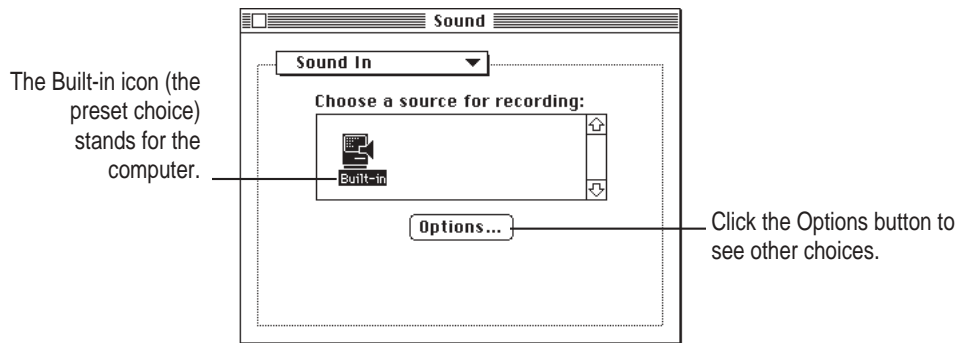 Sound
Sound In
The Built-in icon (the
preset choice)
stands for the
computer.
Choose a source for recording:
Built-in
Options...
Click the Options button to
see other choices.